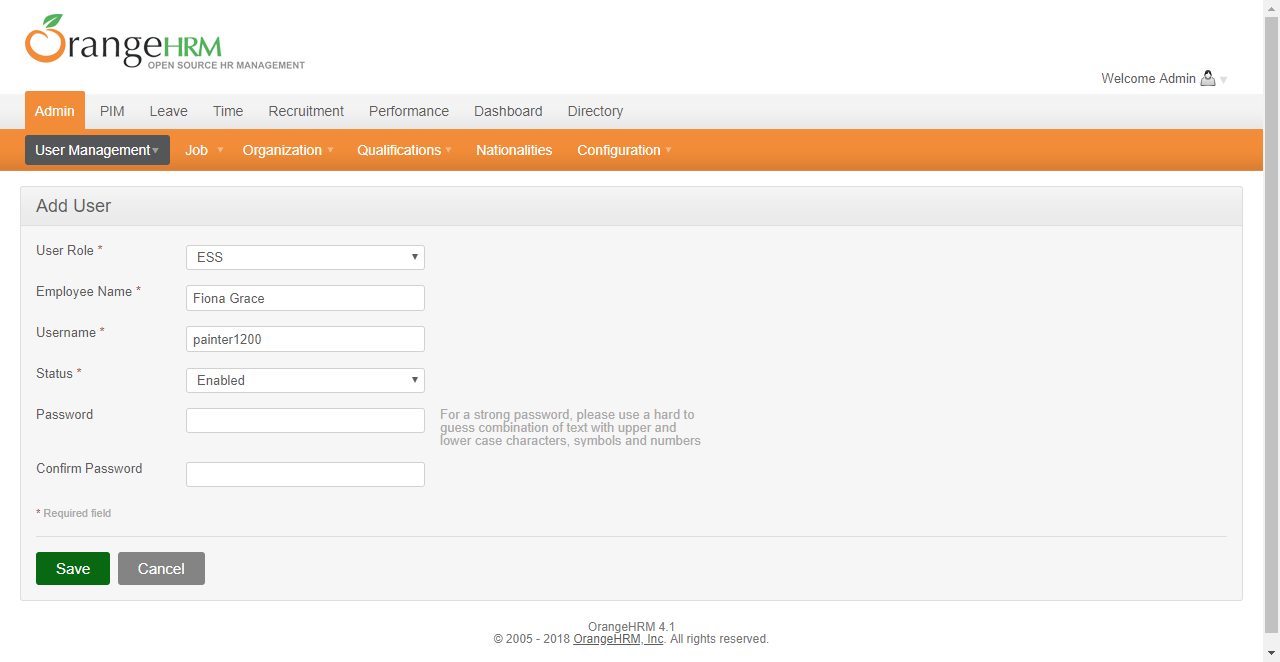 OrangeHRM
OPEN SOURCE HR MANAGEMENT
Welcome Admin
Admin PIM Leave Time Recruitment Performance Dashboard Directory
User Management Job Organization Qualifications Nationalities Configuration
Add User
User Role * ESS
Employee Name * Fiona Grace
Username * painter1200
Status * Enabled
Password For a strong password, please use a hard to
guess combination of text with upper and
lower case characters, symbols and numbers
Confirm Password
* Required field
Save Cancel
OrangeHRM 4.1
© 2005 - 2018 OrangeHRM, Inc. All rights reserved.